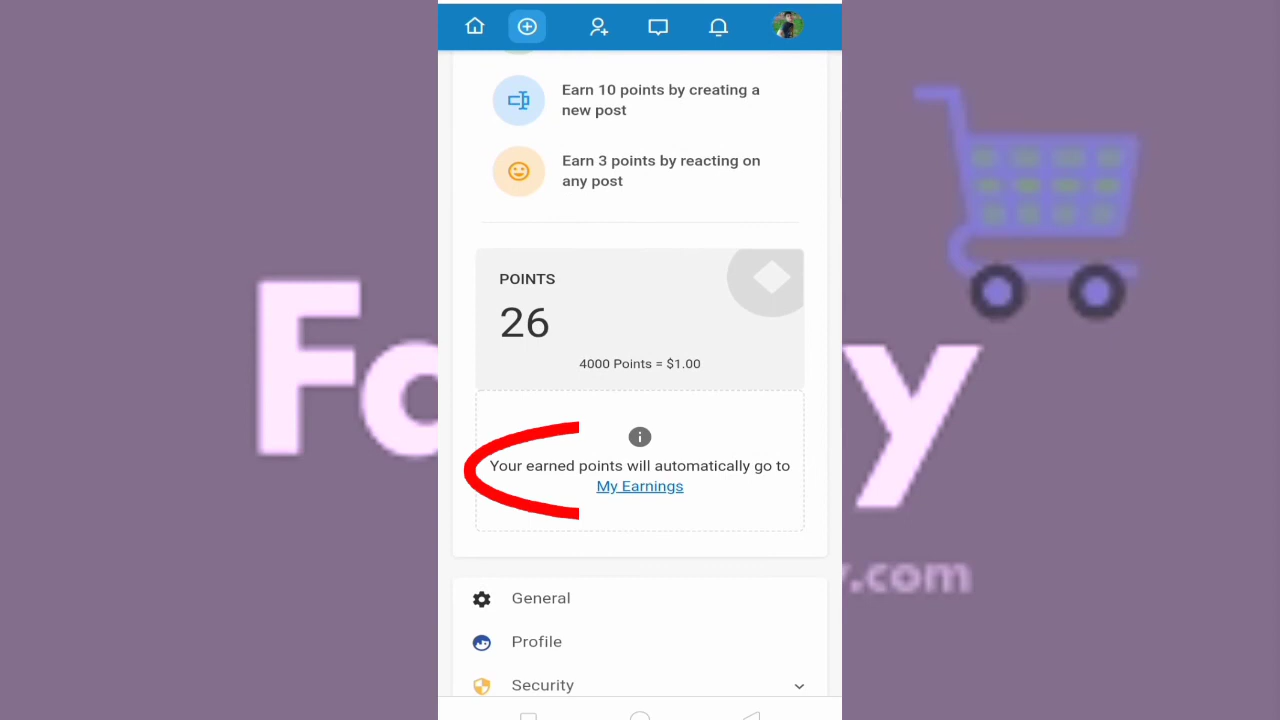 Earn 10 points by creating a
new post
Earn 3 points by reacting on
any post
POINTS
26
4000 Points = $1.00
Your earned points will automatically go to
My Earnings
General
Profile
Security
.com